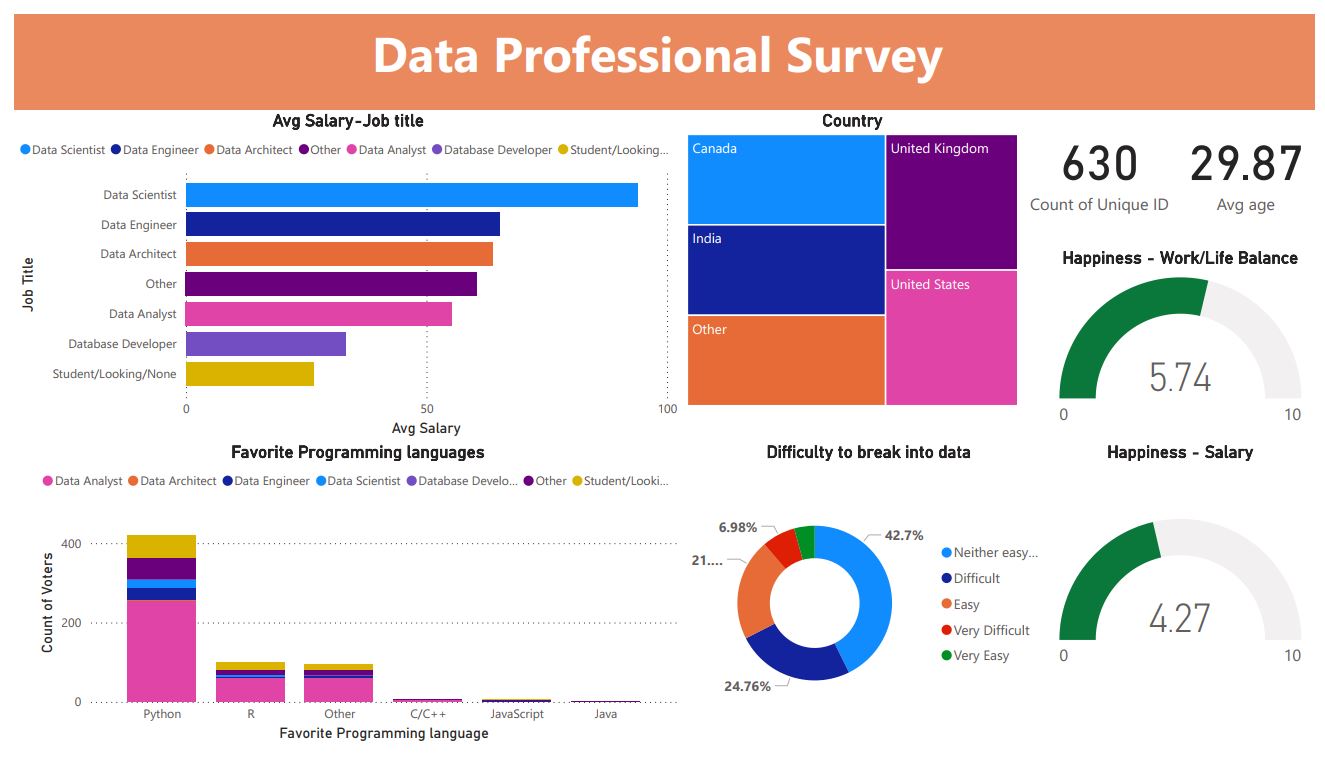 Data Professional Survey
Avg Salary-Job title
Data Scientist Data Engineer Data Architect Other Data Analyst Database Developer Student/Looking...
Job Title
Data Scientist
Data Engineer
Data Architect
Other
Data Analyst
Database Developer
Student/Looking/None
0 50 100
Avg Salary
Country
Canada
India
Other
United Kingdom
United States
630
Count of Unique ID
29.87
Avg age
Happiness - Work/Life Balance
5.74
0 10
Favorite Programming languages
Data Analyst Data Architect Data Engineer Data Scientist Database Develo... Other Student/Looki...
Count of Voters
400
200
0
Python R Other C/C++ JavaScript Java
Favorite Programming language
Difficulty to break into data
6.98%
42.7%
21....
24.76%
Neither easy...
Difficult
Easy
Very Difficult
Very Easy
Happiness - Salary
4.27
0 10